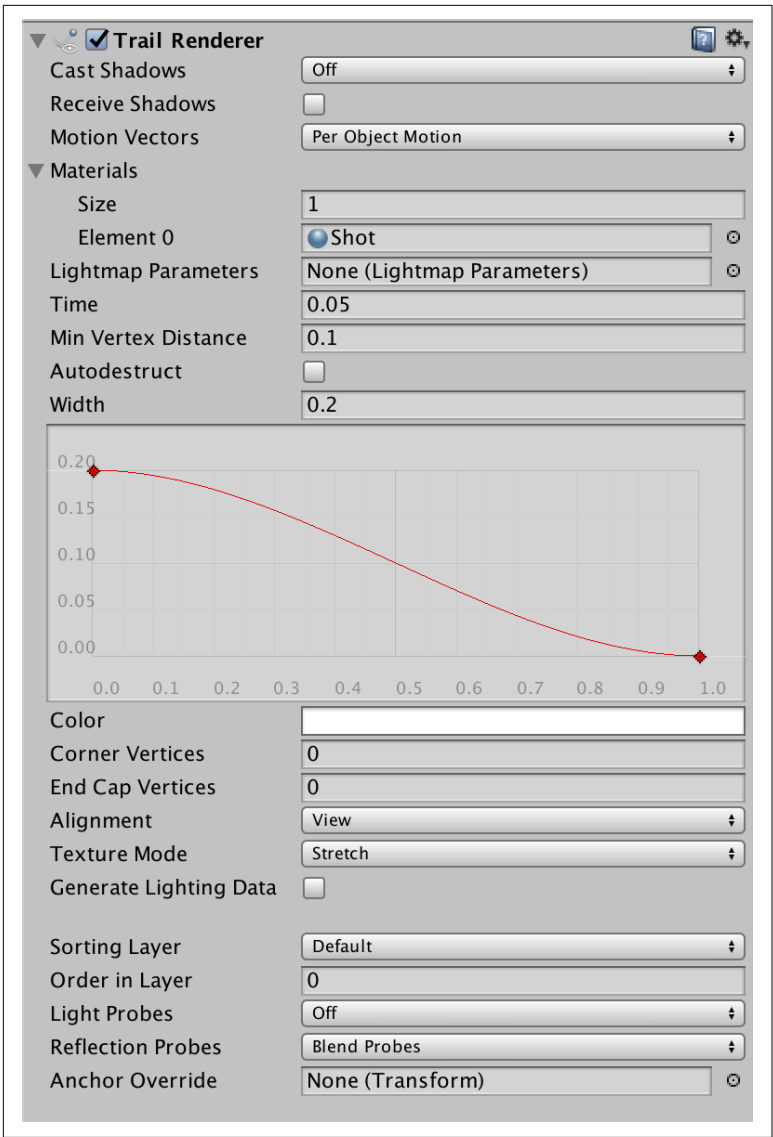 Trail Renderer
Cast Shadows Off
Receive Shadows
Motion Vectors Per Object Motion
Materials
Size 1
Element 0 Shot
Lightmap Parameters None (Lightmap Parameters)
Time 0.05
Min Vertex Distance 0.1
Autodestruct
Width 0.2
0.20
0.15
0.10
0.05
0.00
0.0 0.1 0.2 0.3 0.4 0.5 0.6 0.7 0.8 0.9 1.0
Color
Corner Vertices 0
End Cap Vertices 0
Alignment View
Texture Mode Stretch
Generate Lighting Data
Sorting Layer Default
Order in Layer 0
Light Probes Off
Reflection Probes Blend Probes
Anchor Override None (Transform)